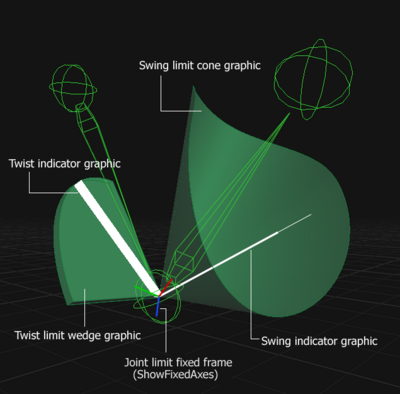 Swing limit cone graphic
Twist indicator graphic
Twist limit wedge graphic
Swing indicator graphic
Joint limit fixed frame
(ShowFixedAxes)